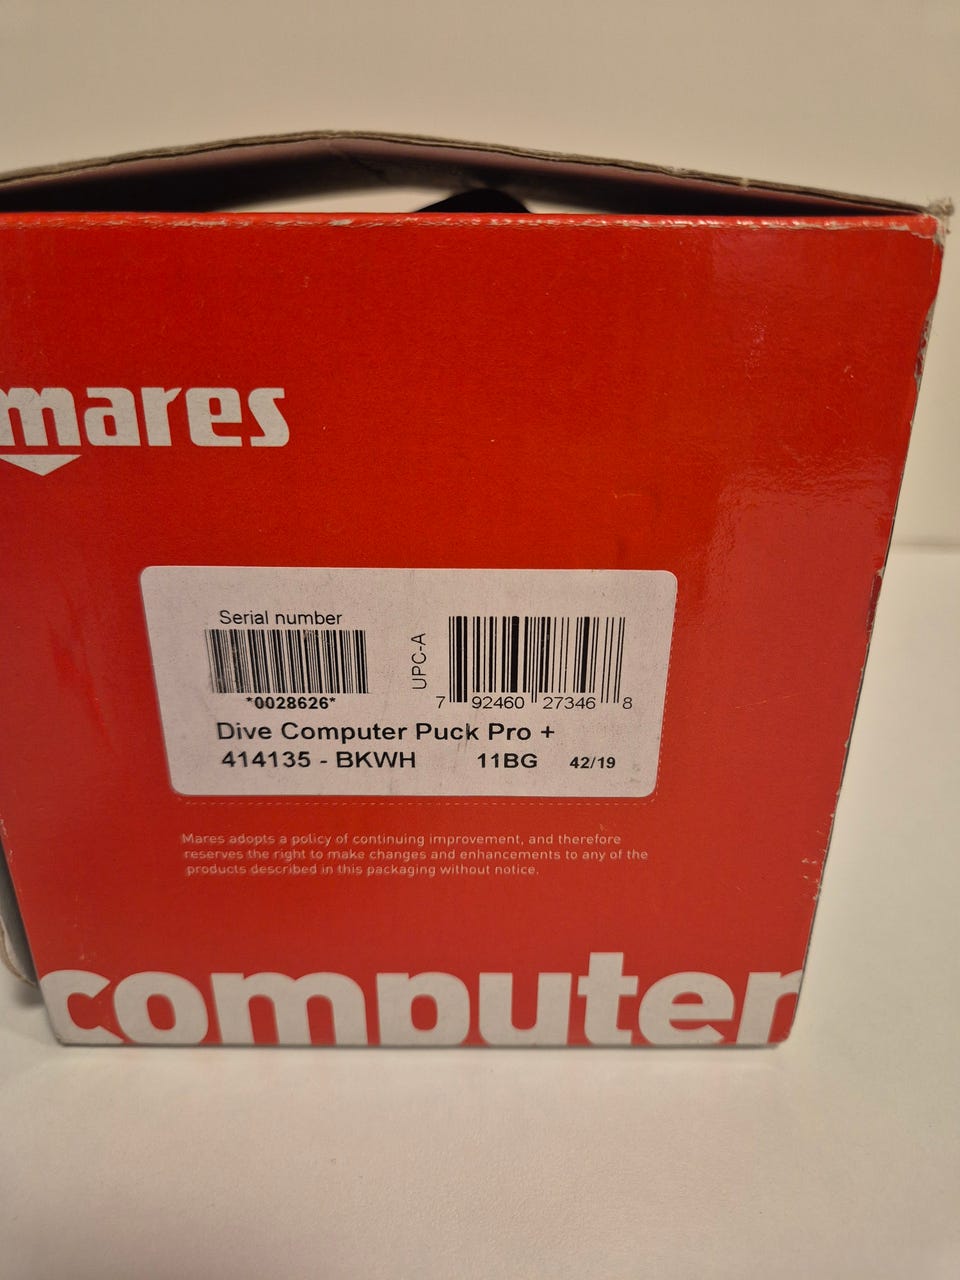 mares
Serial number
*0028626*
UPC-A
7 92460 27346 8
Dive Computer Puck Pro +
414135 - BKWH 11BG 42/19
Mares adopts a policy of continuing improvement, and therefore
reserves the right to make changes and enhancements to any of the
products described in this packaging without notice.
computer